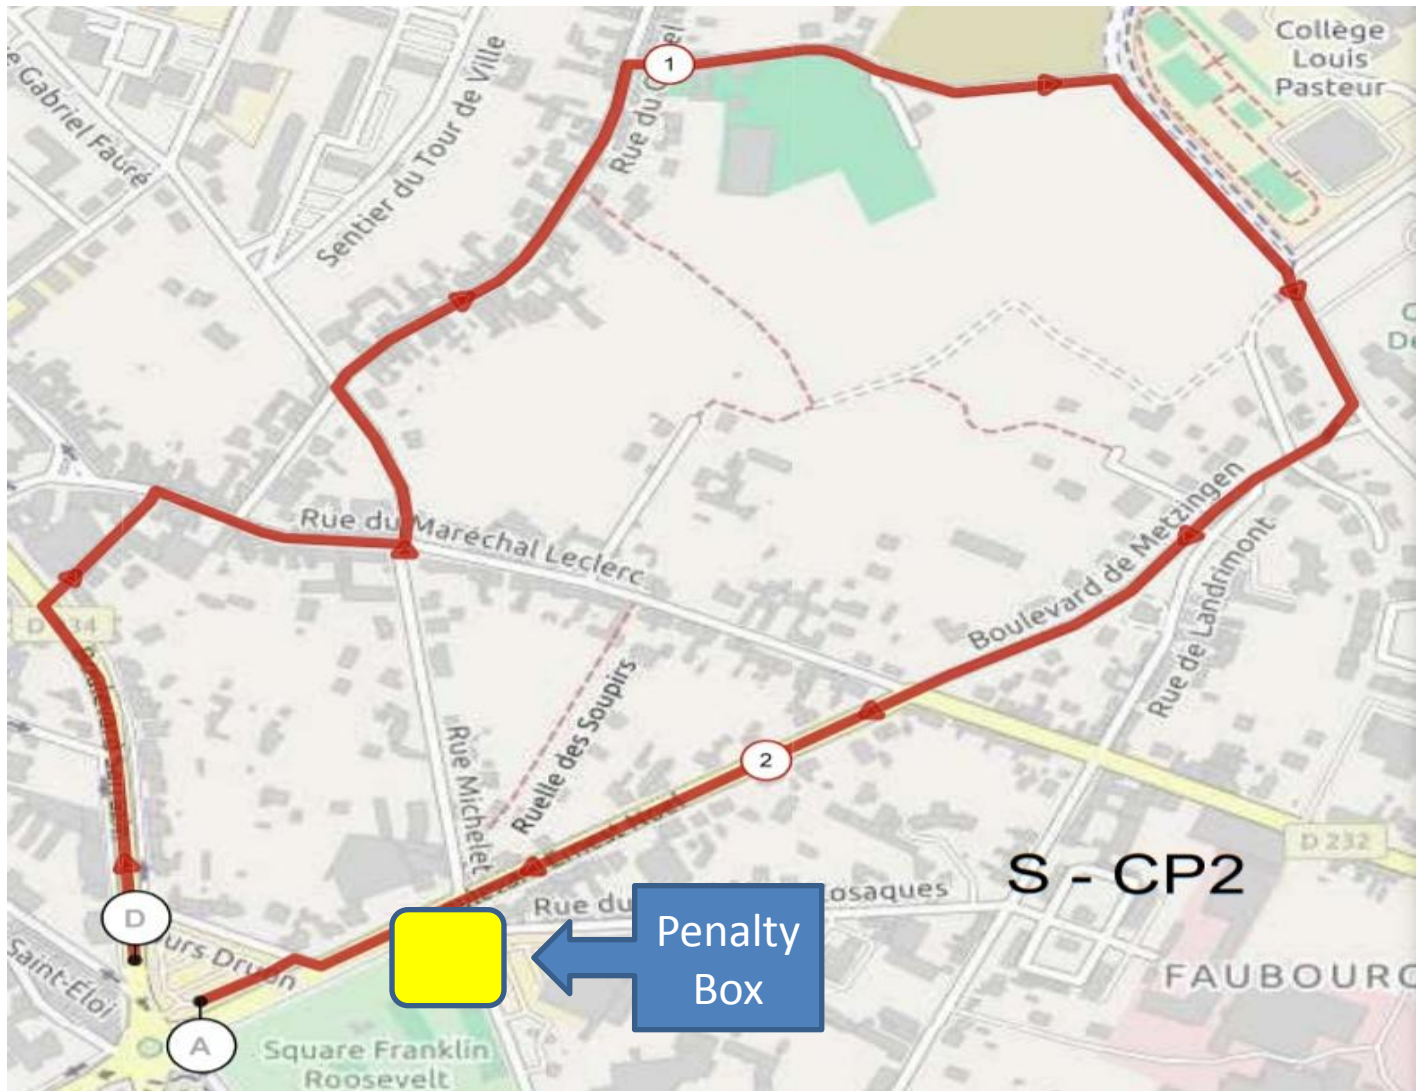 Collège
Louis
Pasteur
1
Gabriel Fauré
Sentier du Tour de Ville
Rue du
Rue du Maréchal Leclerc
Boulevard de Metzingen
Rue de Landrimont
Rue Michelet
Ruelle des Soupirs
2
D 232
S - CP2
Rue du
Penalty
Box
D
Saint-Éloi
FAUBOURG
A
Square Franklin
Roosevelt